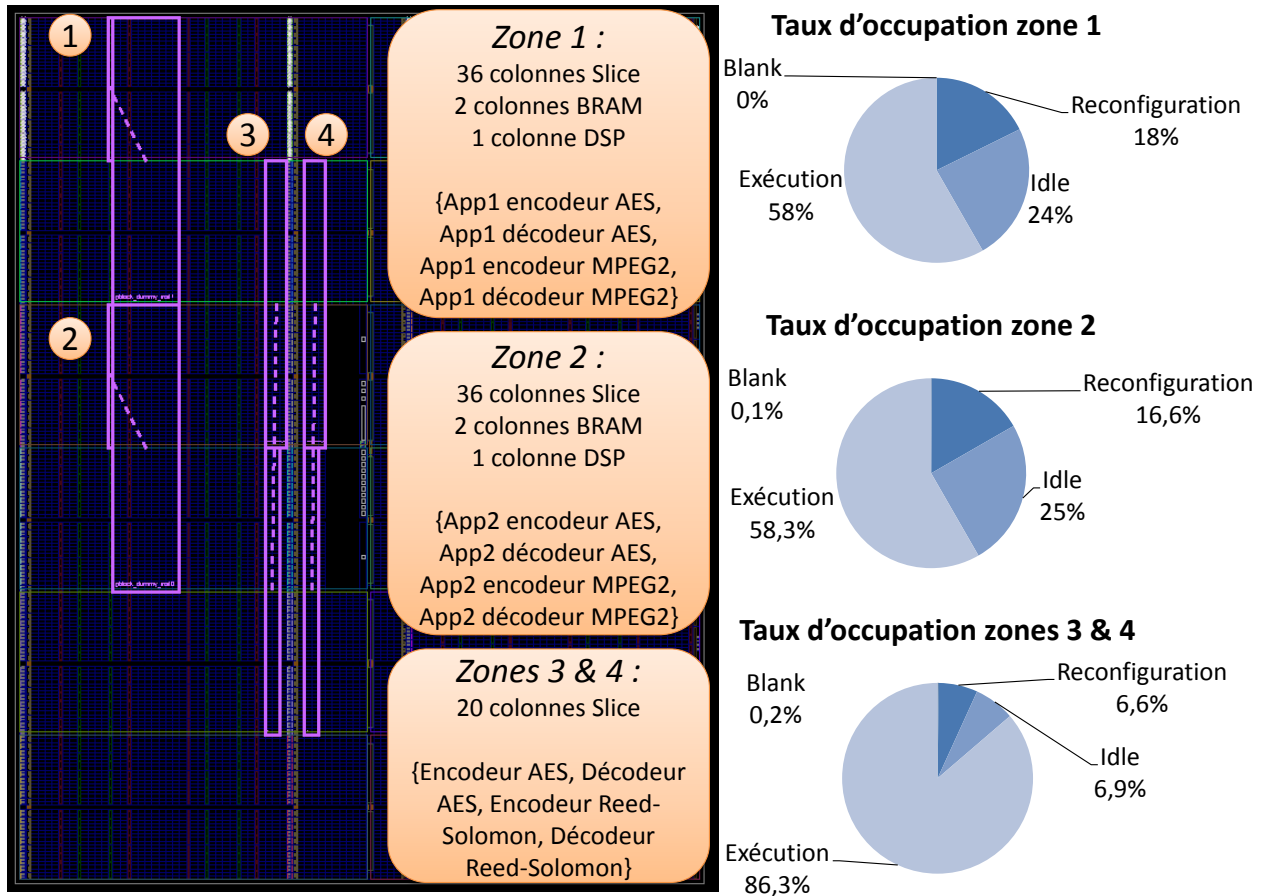 1
2
3
4
Zone 1 :
36 colonnes Slice
2 colonnes BRAM
1 colonne DSP
{App1 encodeur AES,
App1 décodeur AES,
App1 encodeur MPEG2,
App1 décodeur MPEG2}
Zone 2 :
36 colonnes Slice
2 colonnes BRAM
1 colonne DSP
{App2 encodeur AES,
App2 décodeur AES,
App2 encodeur MPEG2,
App2 décodeur MPEG2}
Zones 3 & 4 :
20 colonnes Slice
{Encodeur AES, Décodeur
AES, Encodeur Reed-
Solomon, Décodeur
Reed-Solomon}
Taux d’occupation zone 1
Blank
0%
Reconfiguration
18%
Exécution
58%
Idle
24%
Taux d’occupation zone 2
Blank
0,1%
Reconfiguration
16,6%
Exécution
58,3%
Idle
25%
Taux d’occupation zones 3 & 4
Blank
0,2%
Reconfiguration
6,6%
Idle
6,9%
Exécution
86,3%